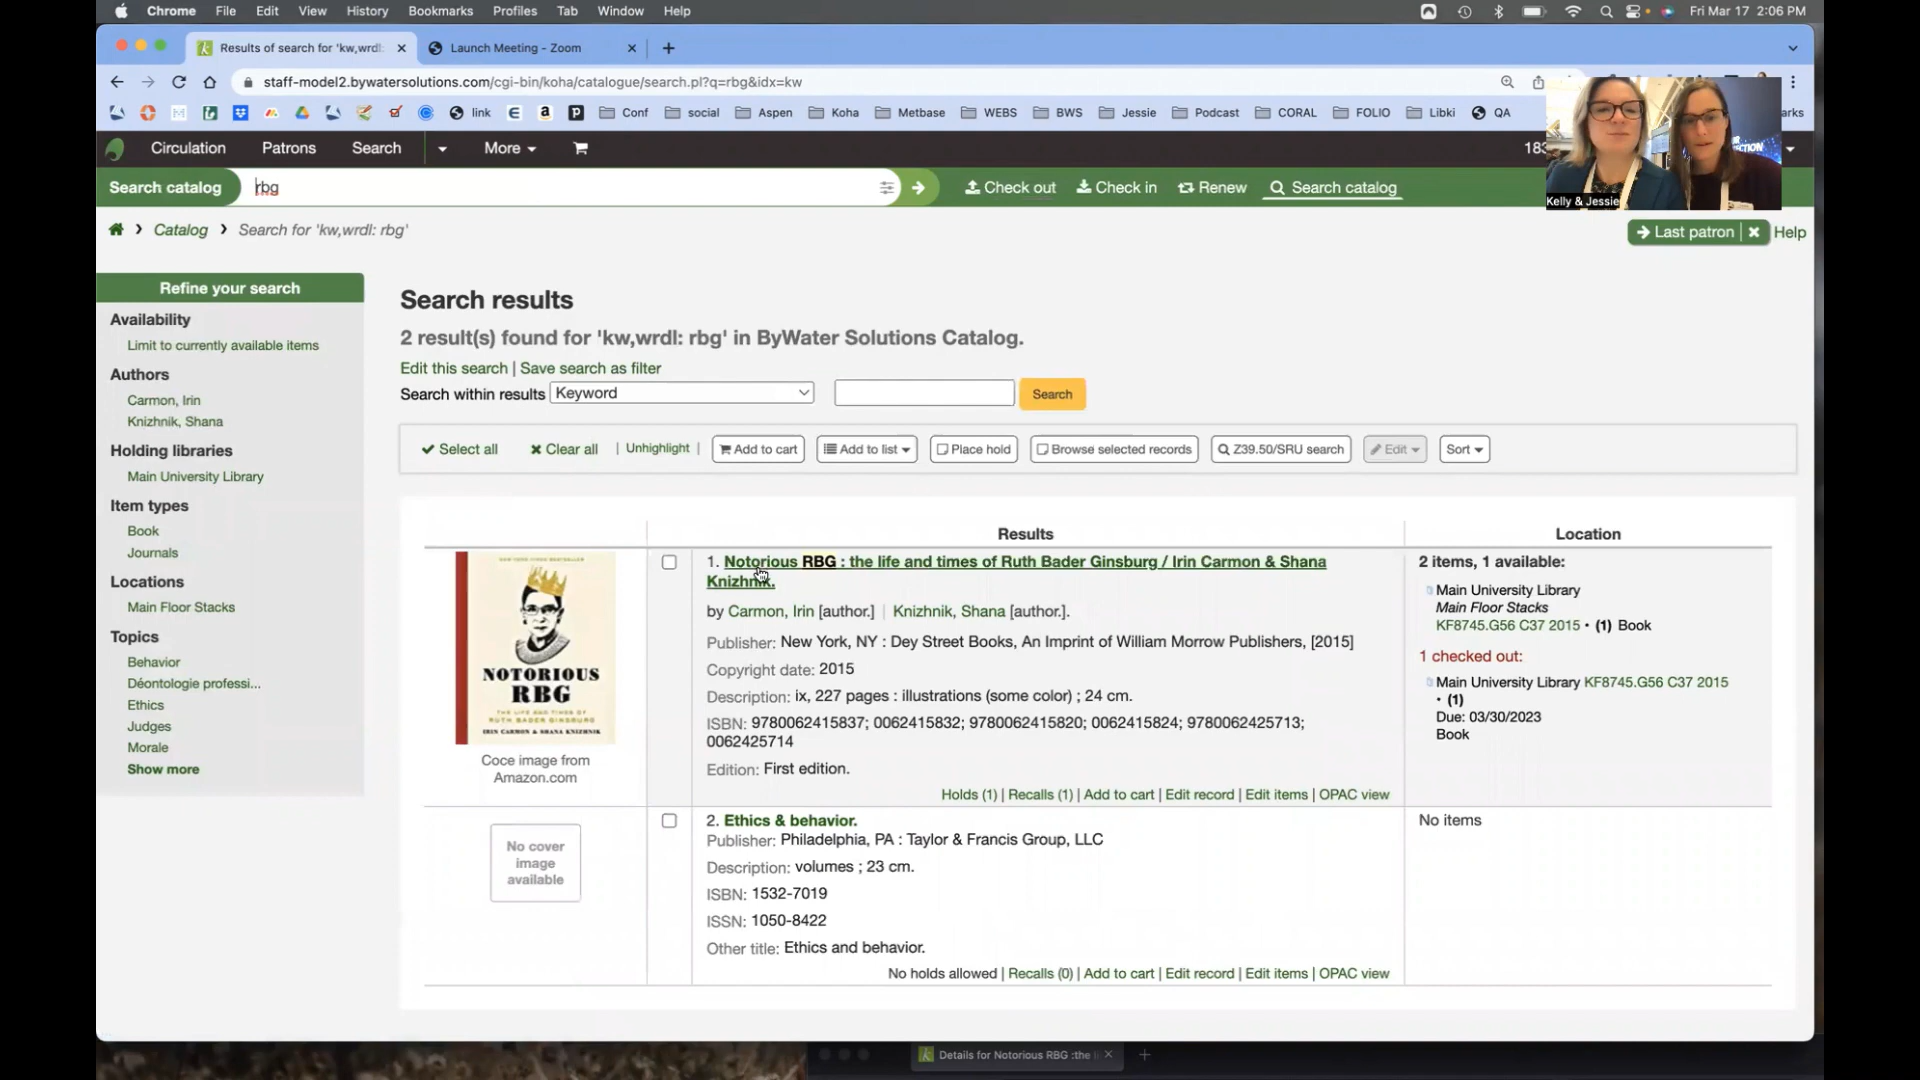 Chrome File Edit View History Bookmarks Profiles Tab Window Help Fri Mar 17 2:06 PM
Results of search for 'kw,wrdl: Launch Meeting - Zoom
staff-model2.bywatersolutions.com/cgi-bin/koha/catalogue/search.pl?q=rbg&idx=kw
link Conf social Aspen Koha Metbase WEBS BWS Jessie Podcast CORAL FOLIO Libki QA
Circulation Patrons Search More
Kelly & Jessie
Search catalog rbg Check out Check in Renew Search catalog
Catalog Search for 'kw,wrdl: rbg' Last patron Help
Refine your search
Availability
Limit to currently available items
Authors
Carmon, Irin
Knizhnik, Shana
Holding libraries
Main University Library
Item types
Book
Journals
Locations
Main Floor Stacks
Topics
Behavior
Déontologie professi...
Ethics
Judges
Morale
Show more
Search results
2 result(s) found for 'kw,wrdl: rbg' in ByWater Solutions Catalog.
Edit this search | Save search as filter
Search within results Keyword Search
Select all Clear all | Unhighlight | Add to cart Add to list Place hold Browse selected records Z39.50/SRU search Edit Sort
Results Location
1. Notorious RBG : the life and times of Ruth Bader Ginsburg / Irin Carmon & Shana
Knizhnik.
by Carmon, Irin [author.] | Knizhnik, Shana [author.].
Publisher: New York, NY : Dey Street Books, An Imprint of William Morrow Publishers, [2015]
Copyright date: 2015
Description: ix, 227 pages : illustrations (some color) ; 24 cm.
ISBN: 9780062415837; 0062415832; 9780062415820; 0062415824; 9780062425713;
0062425714
Edition: First edition.
Holds (1) | Recalls (1) | Add to cart | Edit record | Edit items | OPAC view
NOTORIOUS
RBG
THE LIFE AND TIMES OF
RUTH BADER GINSBURG
IRIN CARMON & SHANA KNIZHNIK
Coce image from
Amazon.com
2 items, 1 available:
Main University Library
Main Floor Stacks
KF8745.G56 C37 2015 • (1) Book
1 checked out:
Main University Library KF8745.G56 C37 2015
• (1)
Due: 03/30/2023
Book
No cover
image
available
2. Ethics & behavior.
Publisher: Philadelphia, PA : Taylor & Francis Group, LLC
Description: volumes ; 23 cm.
ISBN: 1532-7019
ISSN: 1050-8422
Other title: Ethics and behavior.
No holds allowed | Recalls (0) | Add to cart | Edit record | Edit items | OPAC view
No items
Details for Notorious RBG :the